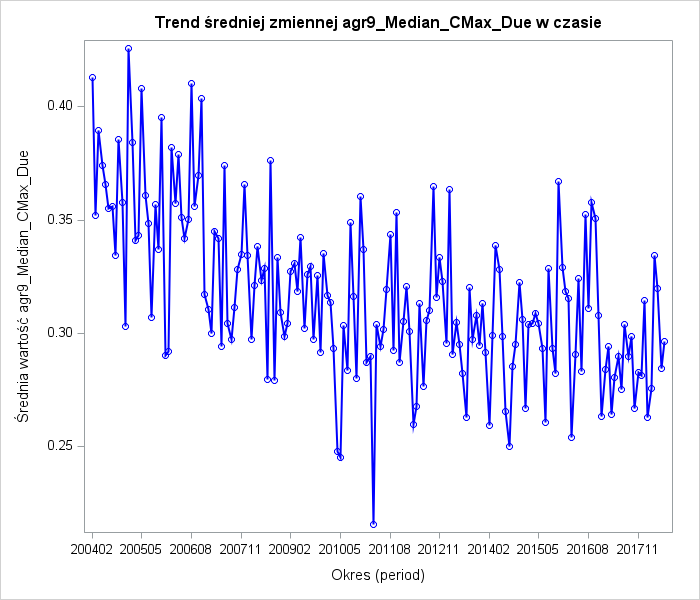 Trend średniej zmiennej agr9_Median_CMax_Due w czasie
Średnia wartość agr9_Median_CMax_Due
0.40
0.35
0.30
0.25
200402 200505 200608 200711 200902 201005 201108 201211 201402 201505 201608 201711
Okres (period)